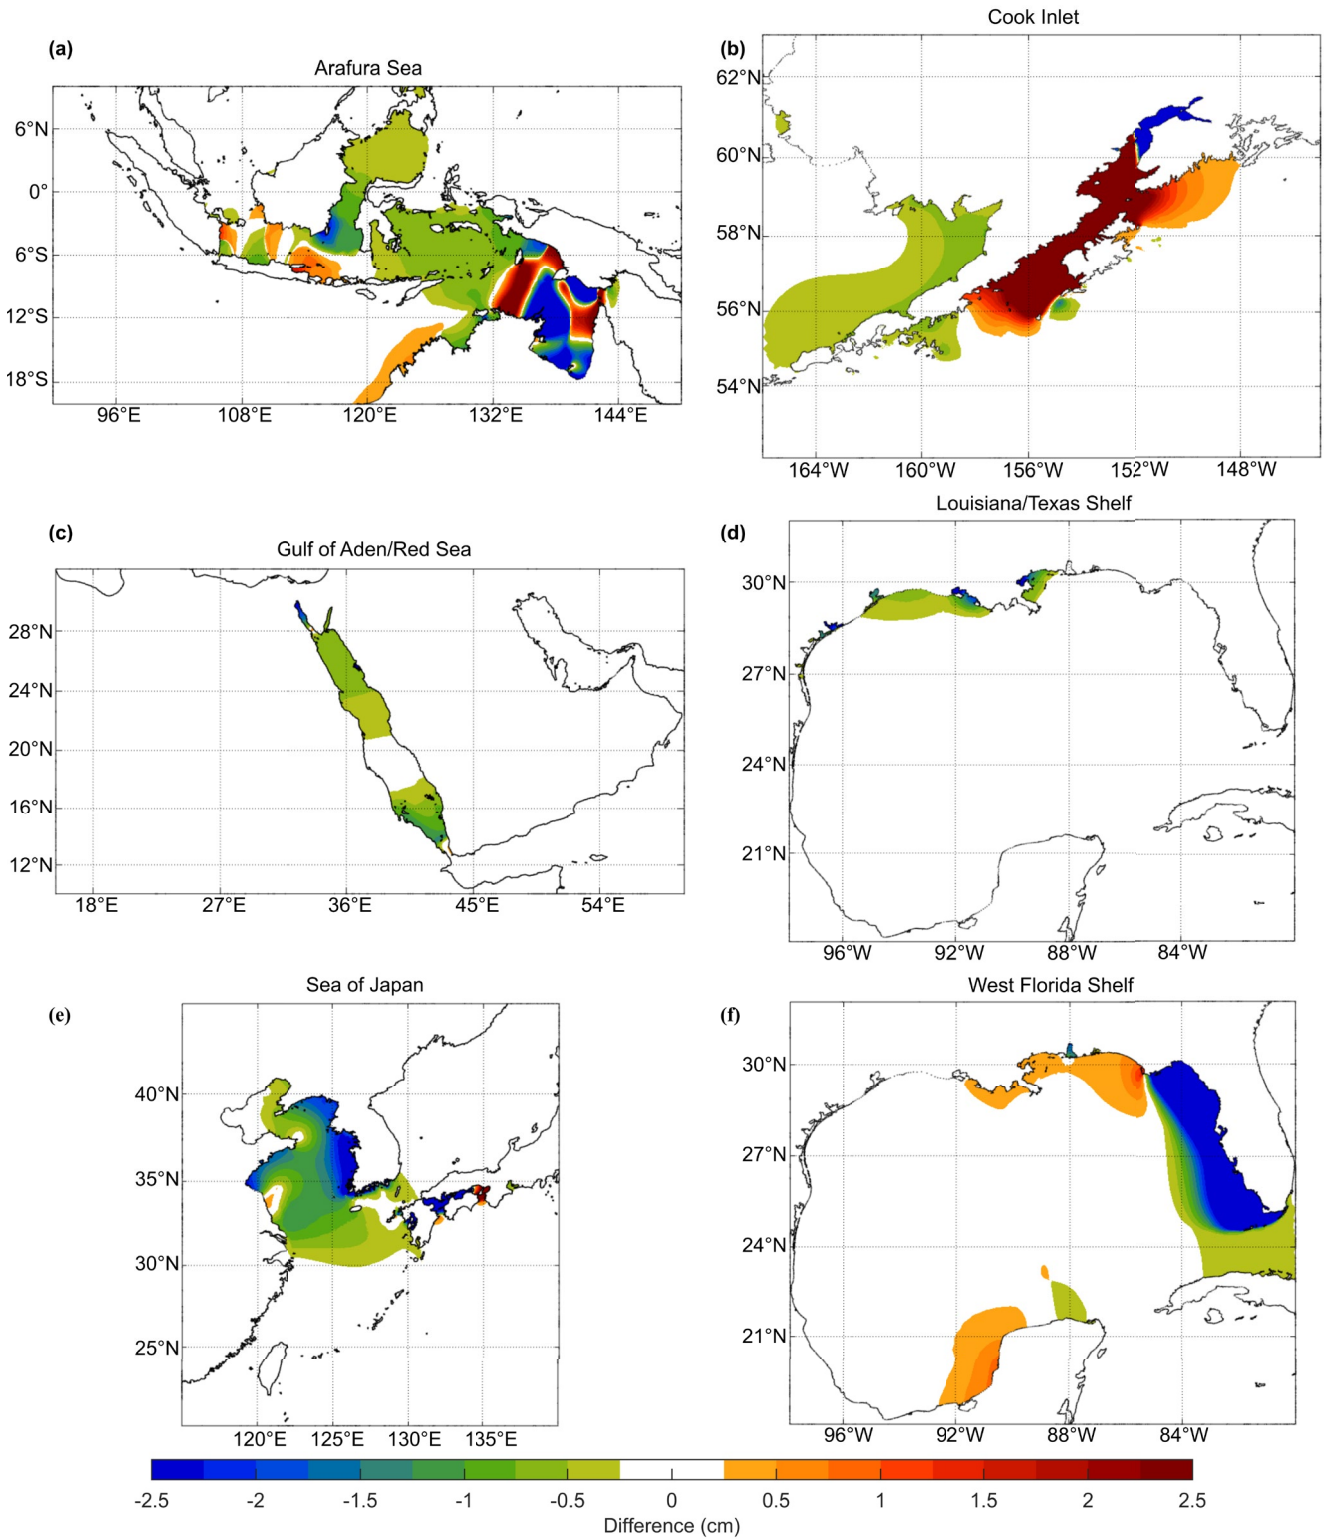 (a)
Arafura Sea
6°N
0°
6°S
12°S
18°S
96°E 108°E 120°E 132°E 144°E
(b)
Cook Inlet
62°N
60°N
58°N
56°N
54°N
164°W 160°W 156°W 152°W 148°W
(c)
Gulf of Aden/Red Sea
28°N
24°N
20°N
16°N
12°N
18°E 27°E 36°E 45°E 54°E
(d)
Louisiana/Texas Shelf
30°N
27°N
24°N
21°N
96°W 92°W 88°W 84°W
(e)
Sea of Japan
40°N
35°N
30°N
25°N
120°E 125°E 130°E 135°E
(f)
West Florida Shelf
30°N
27°N
24°N
21°N
96°W 92°W 88°W 84°W
-2.5 -2 -1.5 -1 -0.5 0 0.5 1 1.5 2 2.5
Difference (cm)